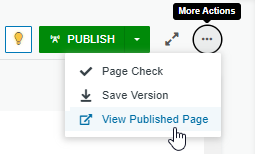 More Actions
PUBLISH
Page Check
Save Version
View Published Page